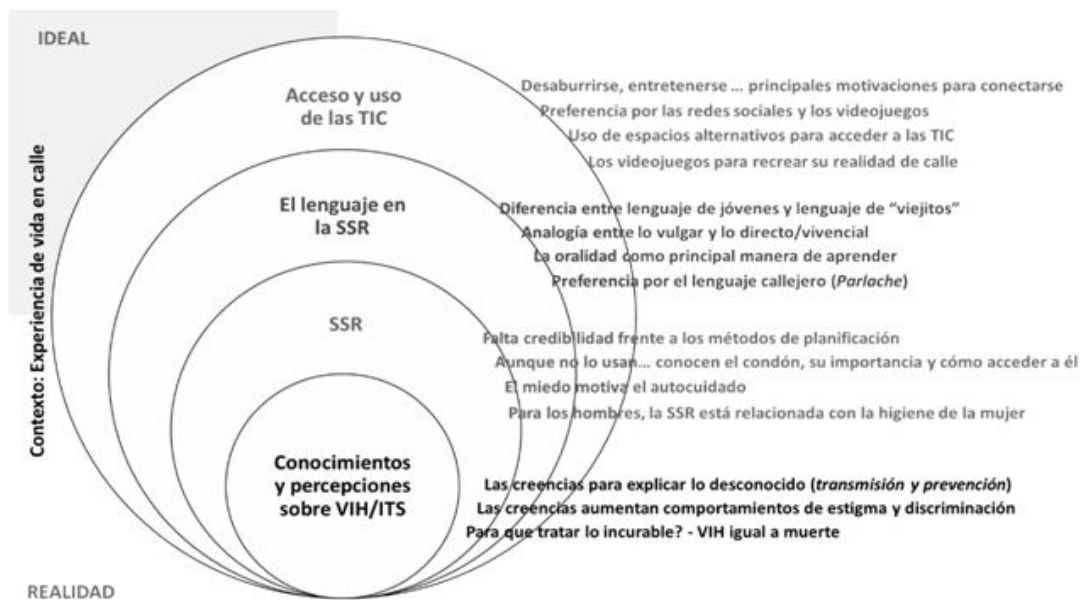 IDEAL
Acceso y uso
de las TIC
Desaburrirse, entretenerse ... principales motivaciones para conectarse
Preferencia por las redes sociales y los videojuegos
Uso de espacios alternativos para acceder a las TIC
Los videojuegos para recrear su realidad de calle
Contexto: Experiencia de vida en calle
El lenguaje en
la SSR
Diferencia entre lenguaje de jóvenes y lenguaje de “viejitos”
Analogía entre lo vulgar y lo directo/vivencial
La oralidad como principal manera de aprender
Preferencia por el lenguaje callejero (Parlache)
SSR
Falta credibilidad frente a los métodos de planificación
Aunque no lo usan... conocen el condón, su importancia y cómo acceder a él
El miedo motiva el autocuidado
Para los hombres, la SSR está relacionada con la higiene de la mujer
Conocimientos
y percepciones
sobre VIH/ITS
Las creencias para explicar lo desconocido (transmisión y prevención)
Las creencias aumentan comportamientos de estigma y discriminación
Para que tratar lo incurable? - VIH igual a muerte
REALIDAD